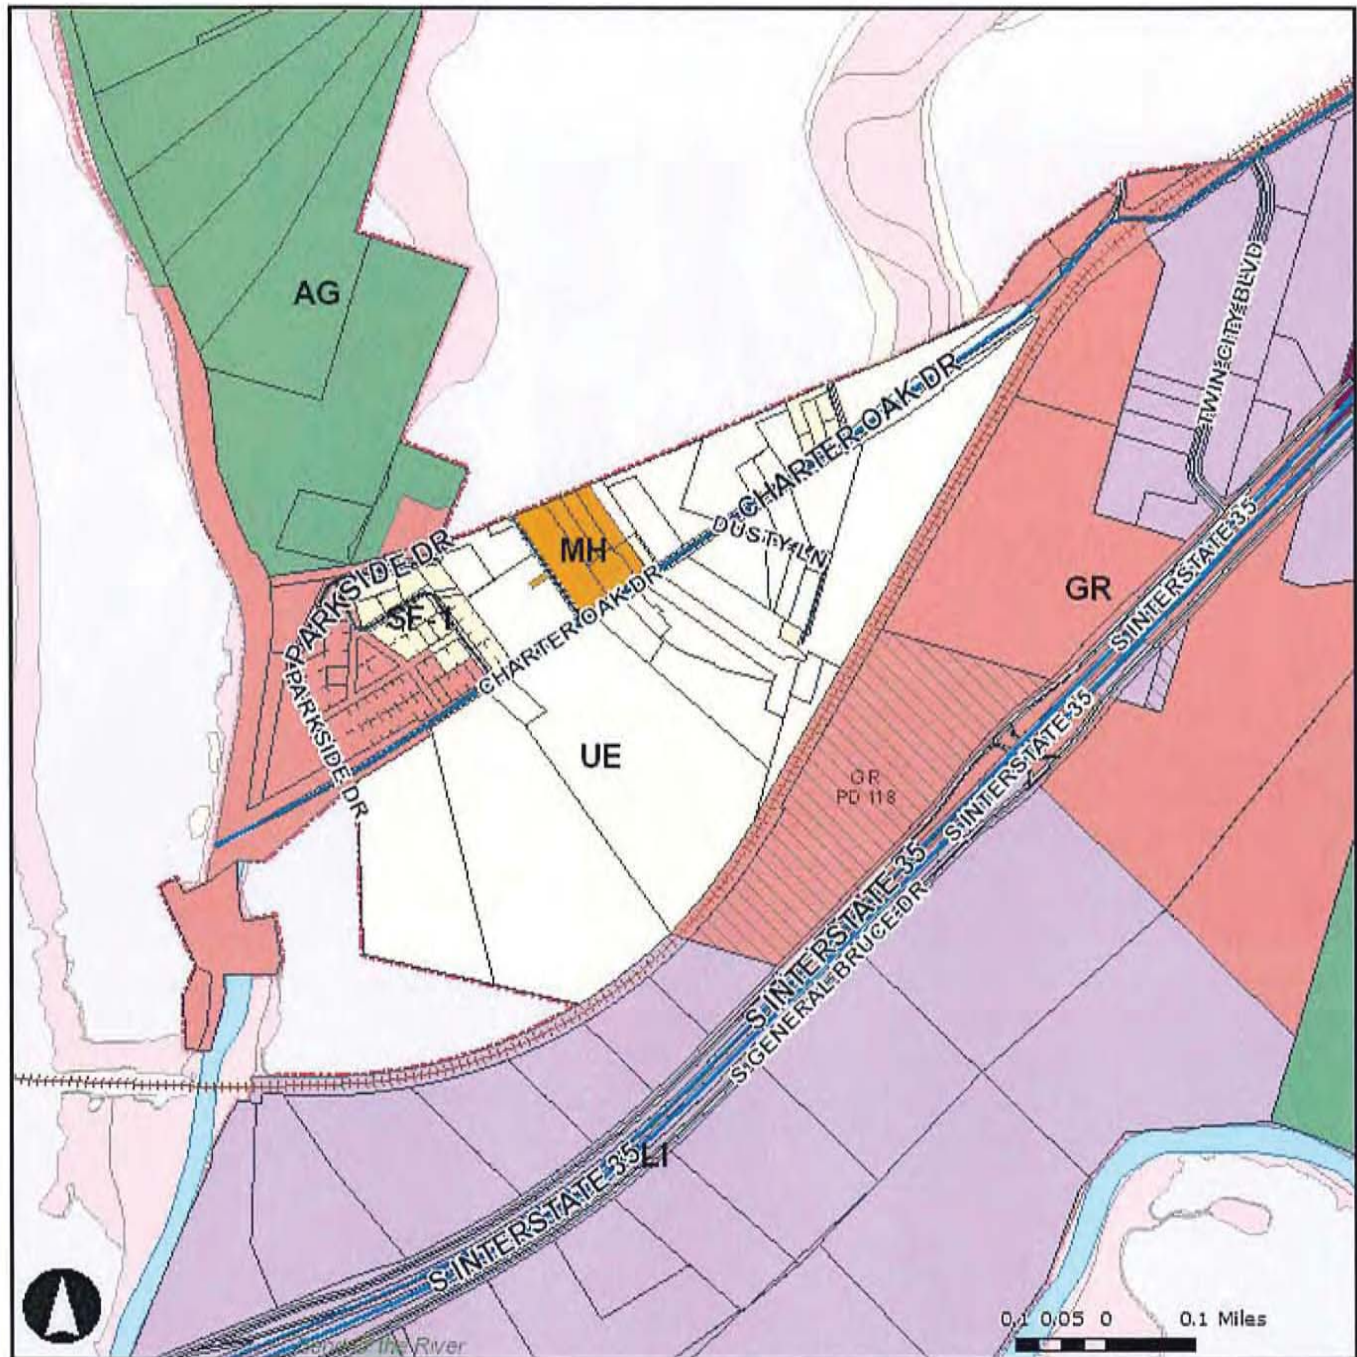 AG
TWIN CITY BLVD
CHARTER OAK DR
DUSTY LN
MH
PARKSIDE DR
SF-1
CHARTER OAK DR
GR
S INTERSTATE 35
PARKSIDE DR
UE
S INTERSTATE 35
GR
PD 118
S INTERSTATE 35
S INTERSTATE 35
S GENERAL BRUCE DR
LI
S INTERSTATE 35
0.1 0.05 0 0.1 Miles
the River